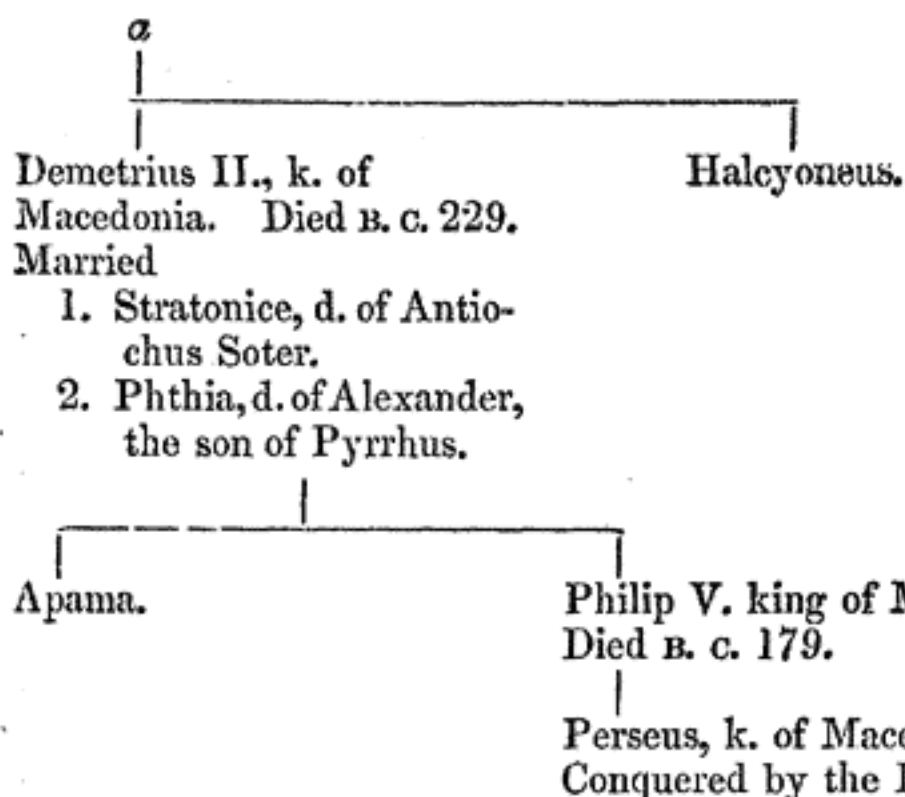 a
Demetrius II., k. of
Macedonia. Died B. C. 229.
Married
1. Stratonice, d. of Antio-
chus Soter.
2. Phthia, d. of Alexander,
the son of Pyrrhus.
Halcyoneus.
Apama.
Philip V. king of M
Died B. C. 179.
Perseus, k. of Mace
Conquered by the